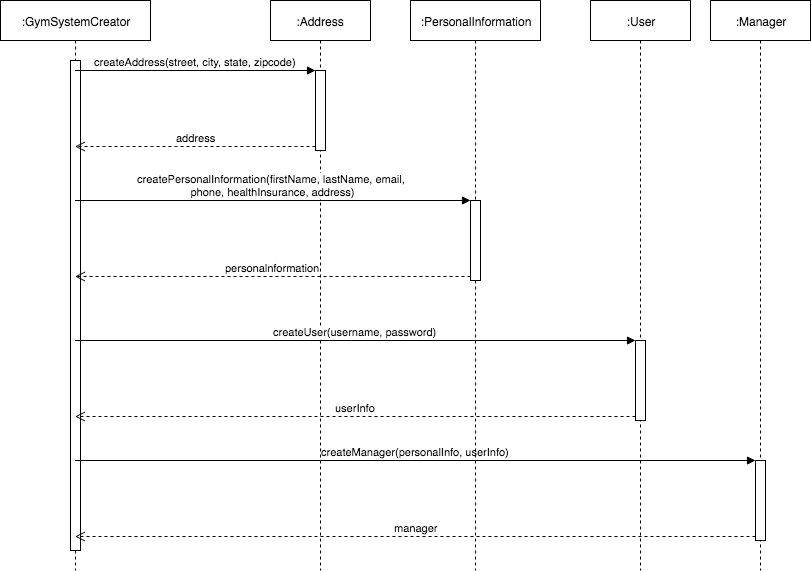 :GymSystemCreator
:Address
:PersonalInformation
:User
:Manager
createAddress(street, city, state, zipcode)
address
createPersonalInformation(firstName, lastName, email,
phone, healthInsurance, address)
personalInformation
createUser(username, password)
userInfo
createManager(personalInfo, userInfo)
manager